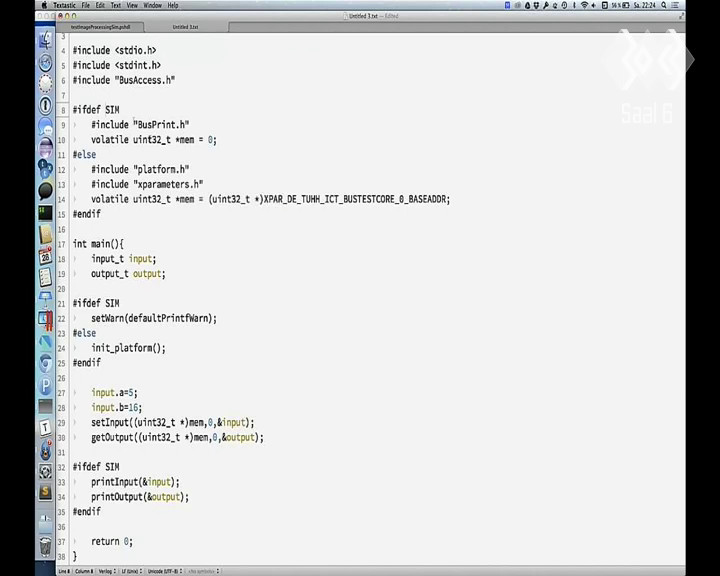 Textastic File Edit Text View Window Help 16% Sa. 22:24
Untitled 3.txt — Edited
testImageProcessingSim.pshdl Untitled 3.txt
3
4 #include <stdio.h>
5 #include <stdint.h>
6 #include "BusAccess.h"
7
8 #ifdef SIM
9 #include "BusPrint.h"
10 volatile uint32_t *mem = 0;
11 #else
12 #include "platform.h"
13 #include "xparameters.h"
14 volatile uint32_t *mem = (uint32_t *)XPAR_DE_TUHH_ICT_BUSTESTCORE_0_BASEADDR;
15 #endif
16
17 int main(){
18 input_t input;
19 output_t output;
20
21 #ifdef SIM
22 setWarn(defaultPrintfWarn);
23 #else
24 init_platform();
25 #endif
26
27 input.a=5;
28 input.b=16;
29 setInput((uint32_t *)mem,0,&input);
30 getOutput((uint32_t *)mem,0,&output);
31
32 #ifdef SIM
33 printInput(&input);
34 printOutput(&output);
35 #endif
36
37 return 0;
38 }
Line 8 Column 8 Verilog LF (Unix) Unicode (UTF-8)
Saal 6